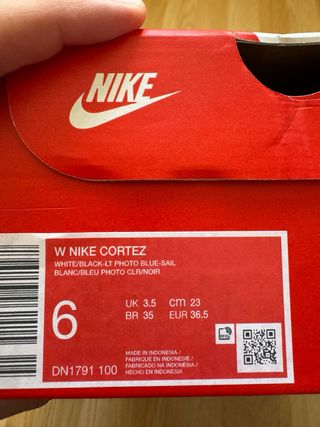 NIKE
W NIKE CORTEZ
WHITE/BLACK-LT PHOTO BLUE-SAIL
BLANC/BLEU PHOTO CLR/NOIR
6
UK 3.5 cm 23
BR 35 EUR 36.5
MADE IN INDONESIA /
FABRIQUÉ EN INDONÉSIE /
FABRICADO NA INDONÉSIA /
HECHO EN INDONESIA
DN1791 100